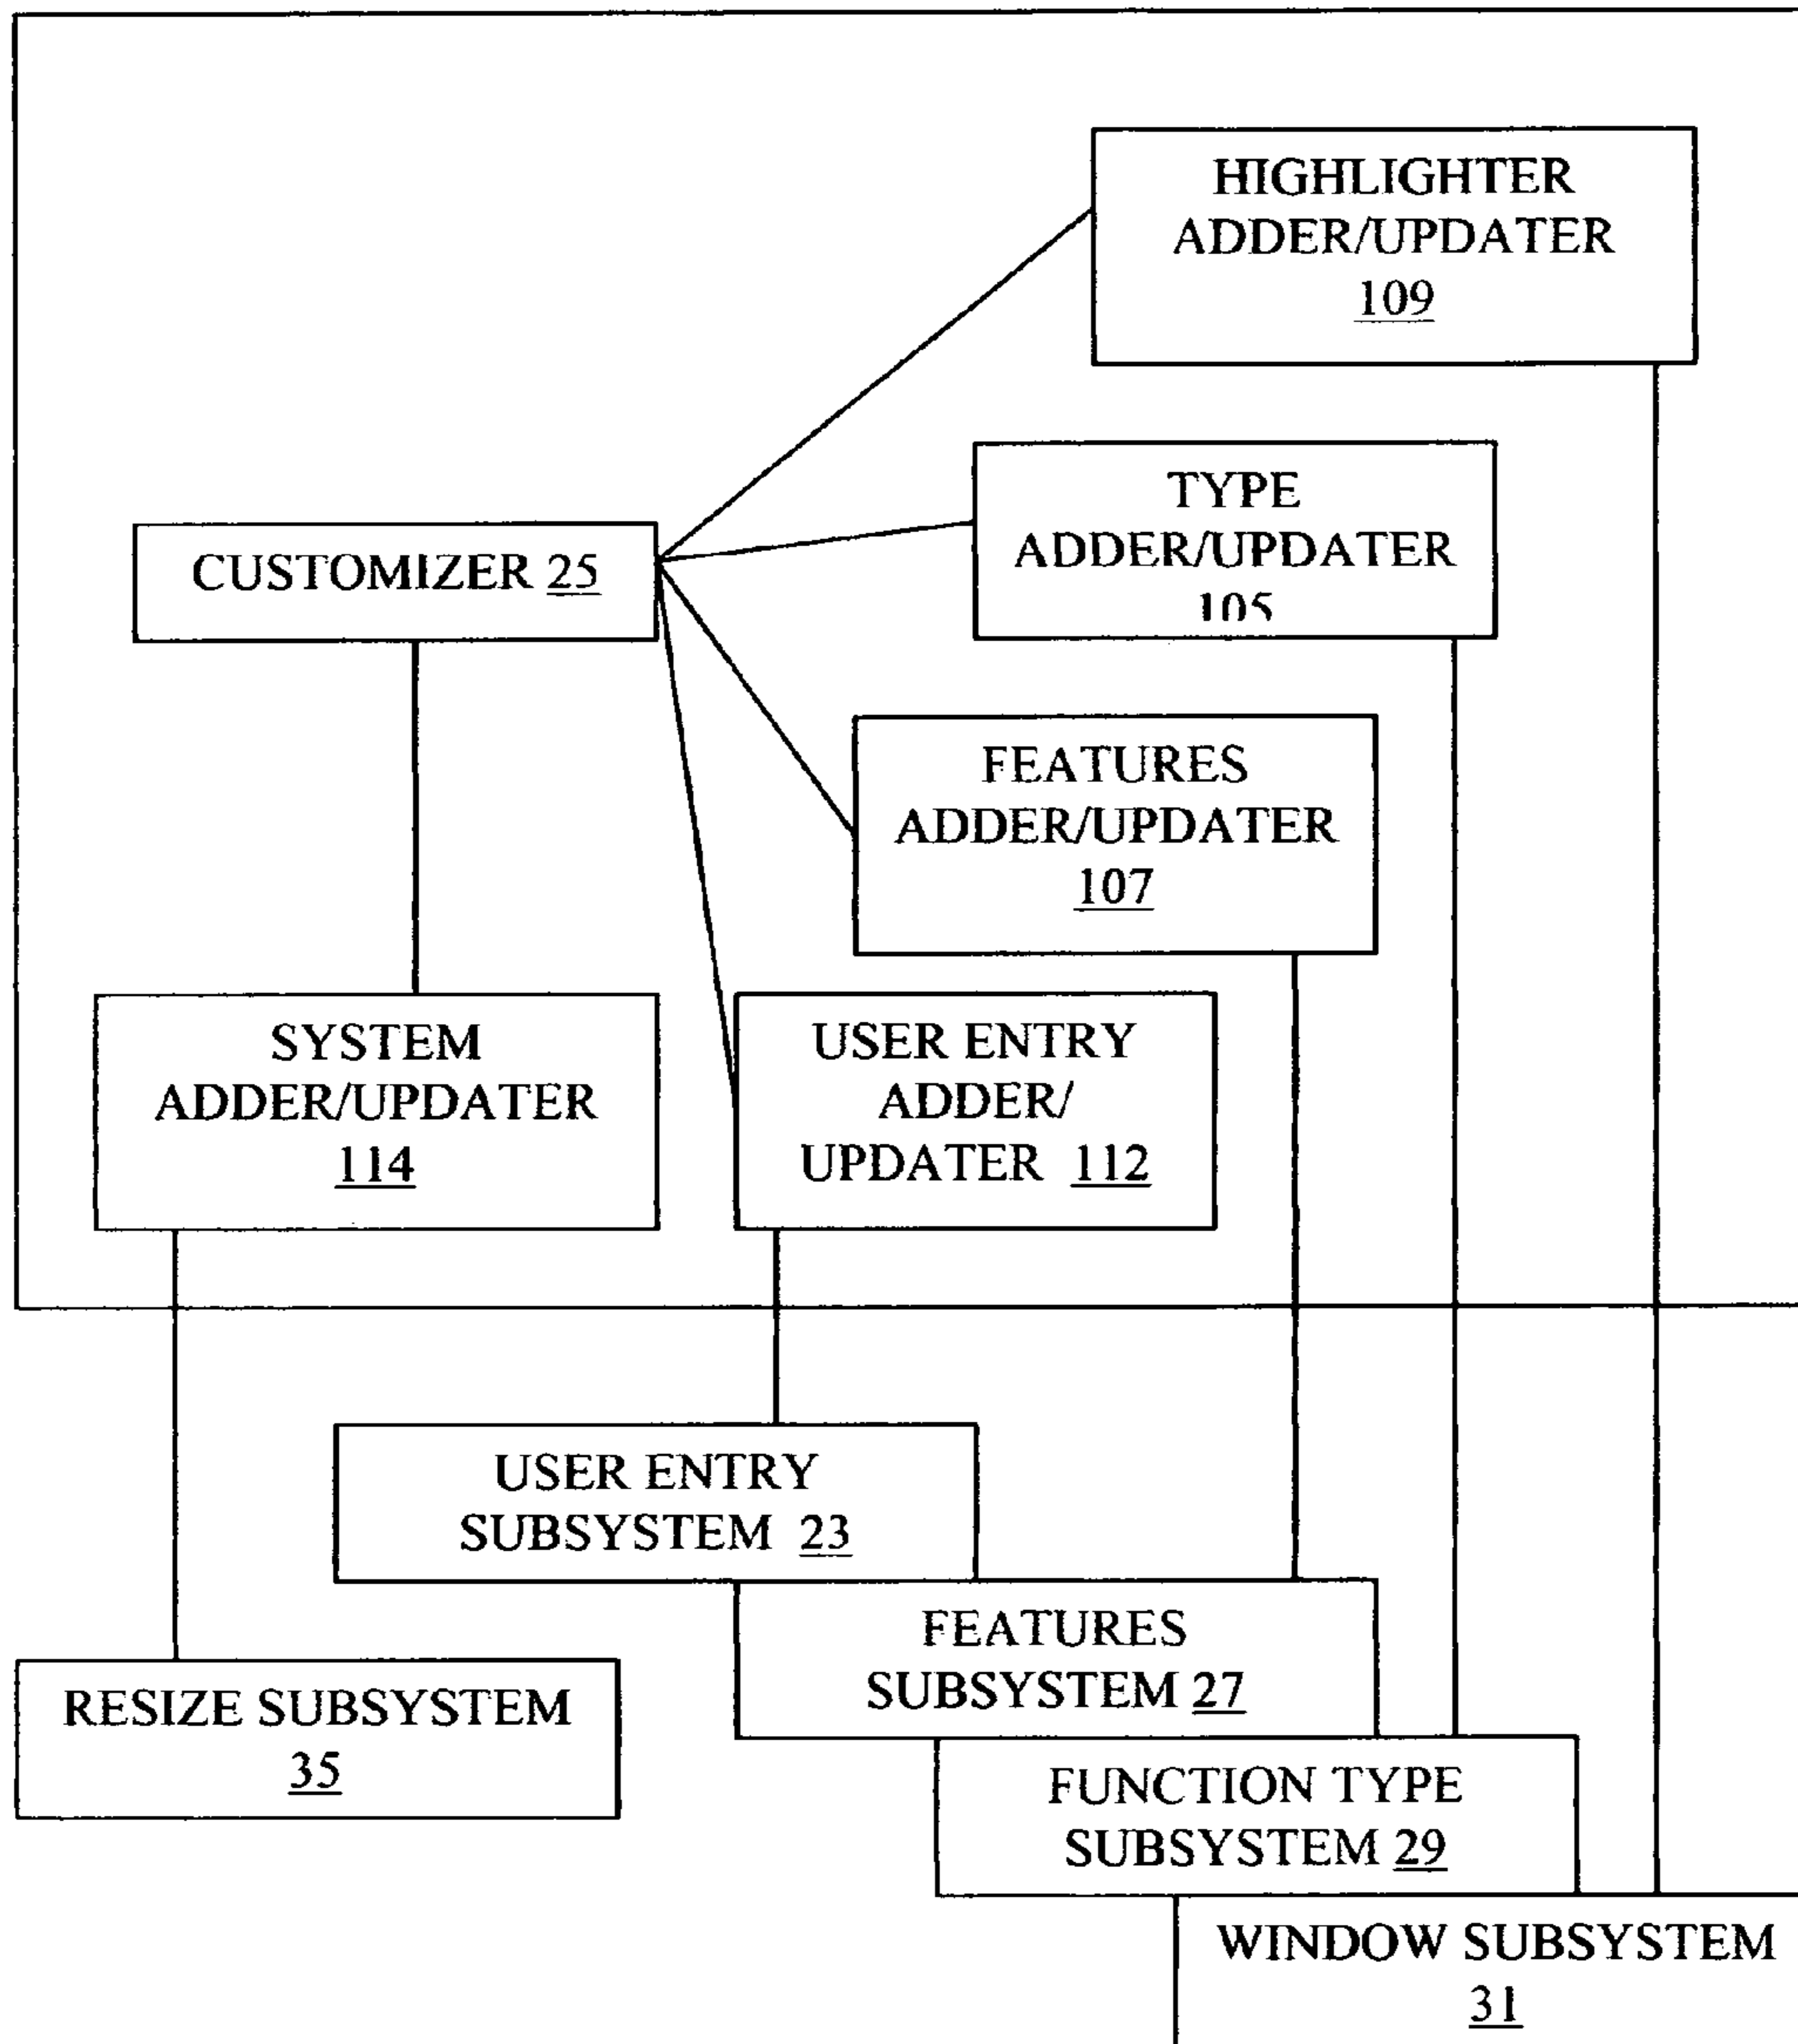 HIGHLIGHTER
ADDER/UPDATER
109
TYPE
ADDER/UPDATER
105
CUSTOMIZER 25
FEATURES
ADDER/UPDATER
107
SYSTEM
ADDER/UPDATER
114
USER ENTRY
ADDER/
UPDATER 112
USER ENTRY
SUBSYSTEM 23
FEATURES
SUBSYSTEM 27
RESIZE SUBSYSTEM
35
FUNCTION TYPE
SUBSYSTEM 29
WINDOW SUBSYSTEM
31